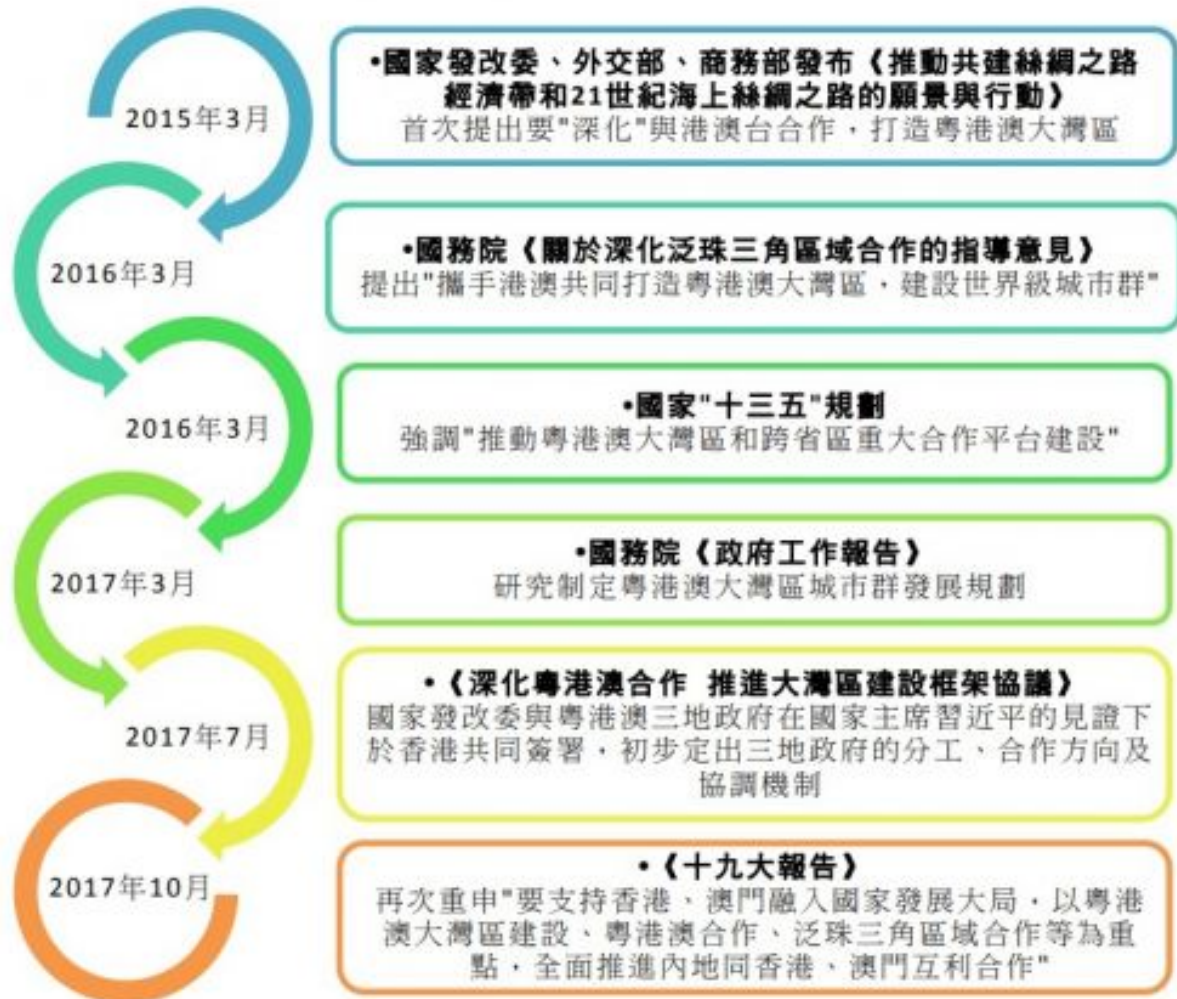 2015年3月
•國家發改委、外交部、商務部發布《推動共建絲綢之路
經濟帶和21世紀海上絲綢之路的願景與行動》
首次提出要"深化"與港澳台合作，打造粵港澳大灣區
2016年3月
•國務院《關於深化泛珠三角區域合作的指導意見》
提出"攜手港澳共同打造粵港澳大灣區，建設世界級城市群"
2016年3月
•國家"十三五"規劃
強調"推動粵港澳大灣區和跨省區重大合作平台建設"
2017年3月
•國務院《政府工作報告》
研究制定粵港澳大灣區城市群發展規劃
2017年7月
•《深化粵港澳合作 推進大灣區建設框架協議》
國家發改委與粵港澳三地政府在國家主席習近平的見證下
於香港共同簽署，初步定出三地政府的分工、合作方向及
協調機制
2017年10月
•《十九大報告》
再次重申"要支持香港、澳門融入國家發展大局，以粵港
澳大灣區建設、粵港澳合作、泛珠三角區域合作等為重
點，全面推進內地同香港、澳門互利合作"